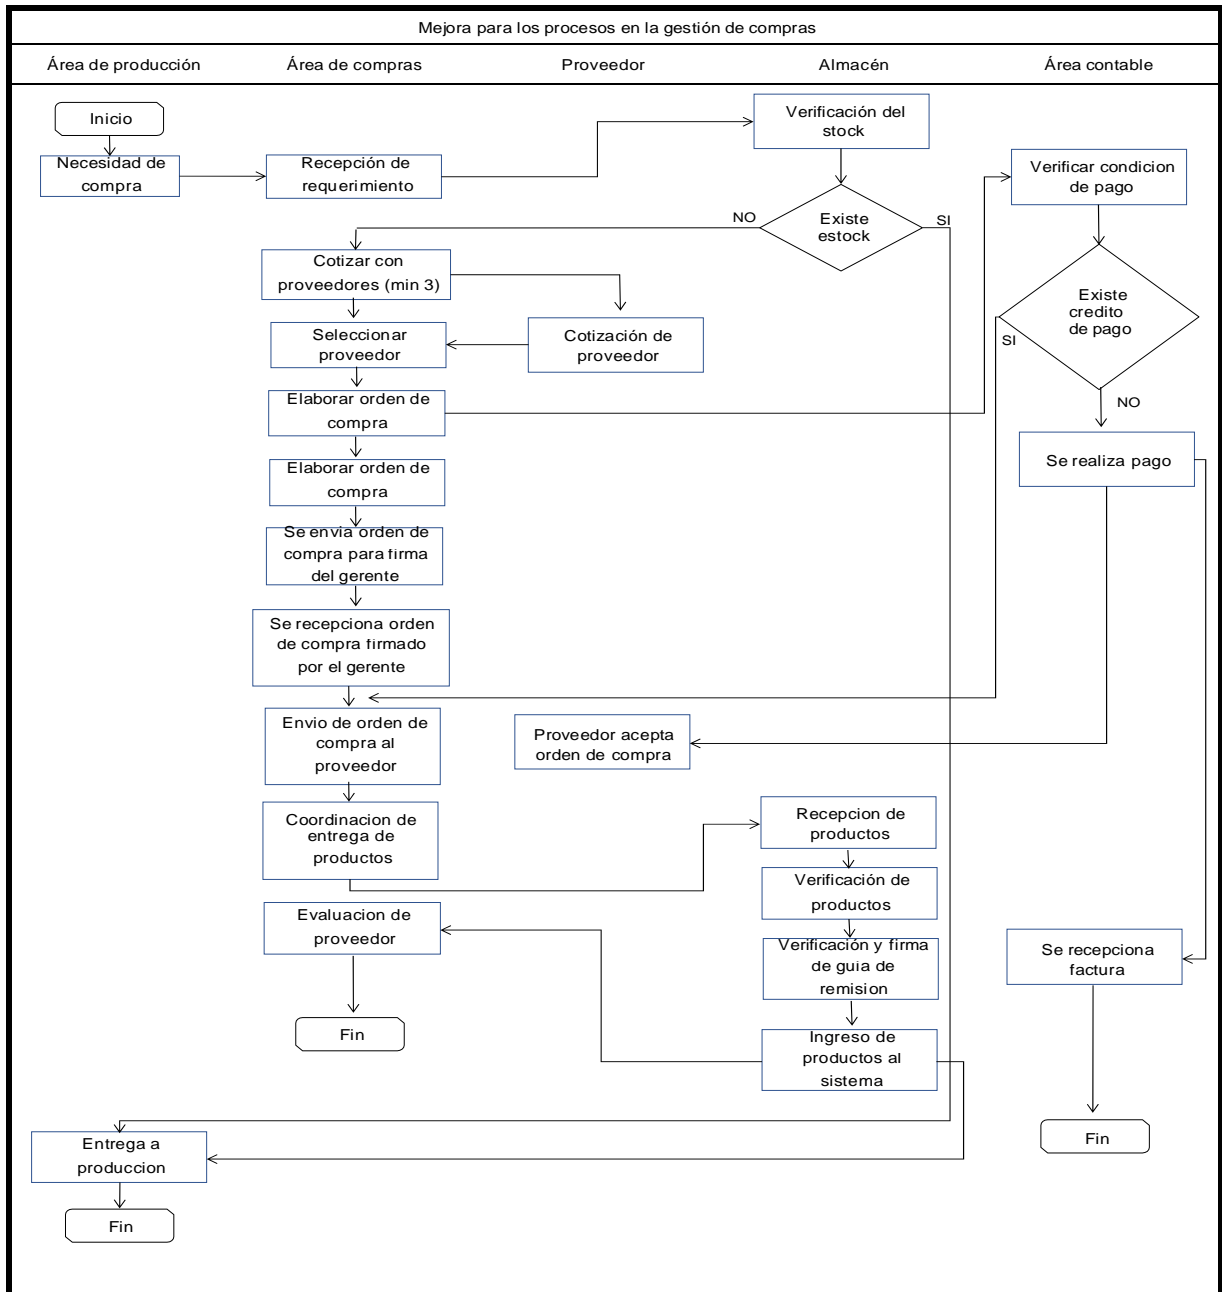 Mejora para los procesos en la gestión de compras
Área de producción
Área de compras
Proveedor
Almacén
Área contable
Inicio
Necesidad de
compra
Recepción de
requerimiento
Verificación del
stock
Existe
estock
NO
SI
Verificar condicion
de pago
Existe
credito
de pago
SI
NO
Cotizar con
proveedores (min 3)
Cotización de
proveedor
Seleccionar
proveedor
Elaborar orden de
compra
Elaborar orden de
compra
Se realiza pago
Se envia orden de
compra para firma
del gerente
Se recepciona orden
de compra firmado
por el gerente
Envio de orden de
compra al
proveedor
Proveedor acepta
orden de compra
Coordinacion de
entrega de
productos
Recepcion de
productos
Verificación de
productos
Evaluacion de
proveedor
Verificación y firma
de guia de
remision
Se recepciona
factura
Fin
Ingreso de
productos al
sistema
Fin
Entrega a
produccion
Fin